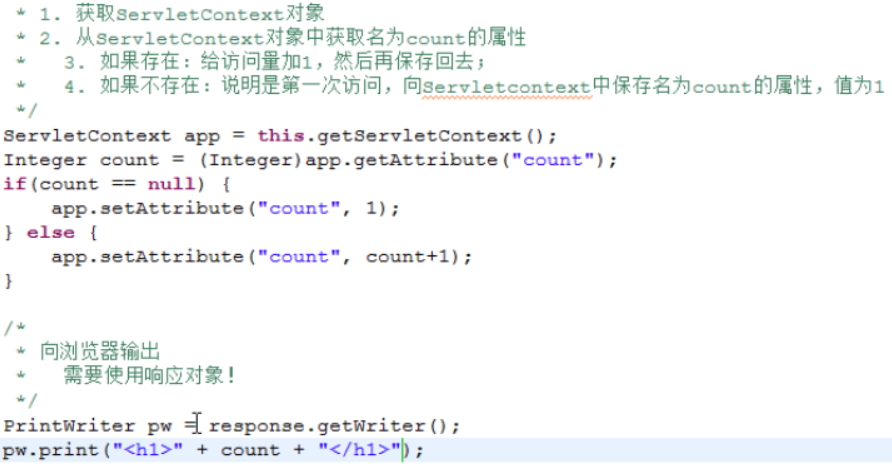 * 1. 获取ServletContext对象
* 2. 从ServletContext对象中获取名为count的属性
*    3. 如果存在：给访问量加1，然后再保存回去；
*    4. 如果不存在：说明是第一次访问，向Servletcontext中保存名为count的属性，值为1
*/
ServletContext app = this.getServletContext();
Integer count = (Integer)app.getAttribute("count");
if(count == null) {
    app.setAttribute("count", 1);
} else {
    app.setAttribute("count", count+1);
}
/*
* 向浏览器输出
*    需要使用响应对象!
*/
PrintWriter pw = response.getWriter();
pw.print("<h1>" + count + "</h1>");